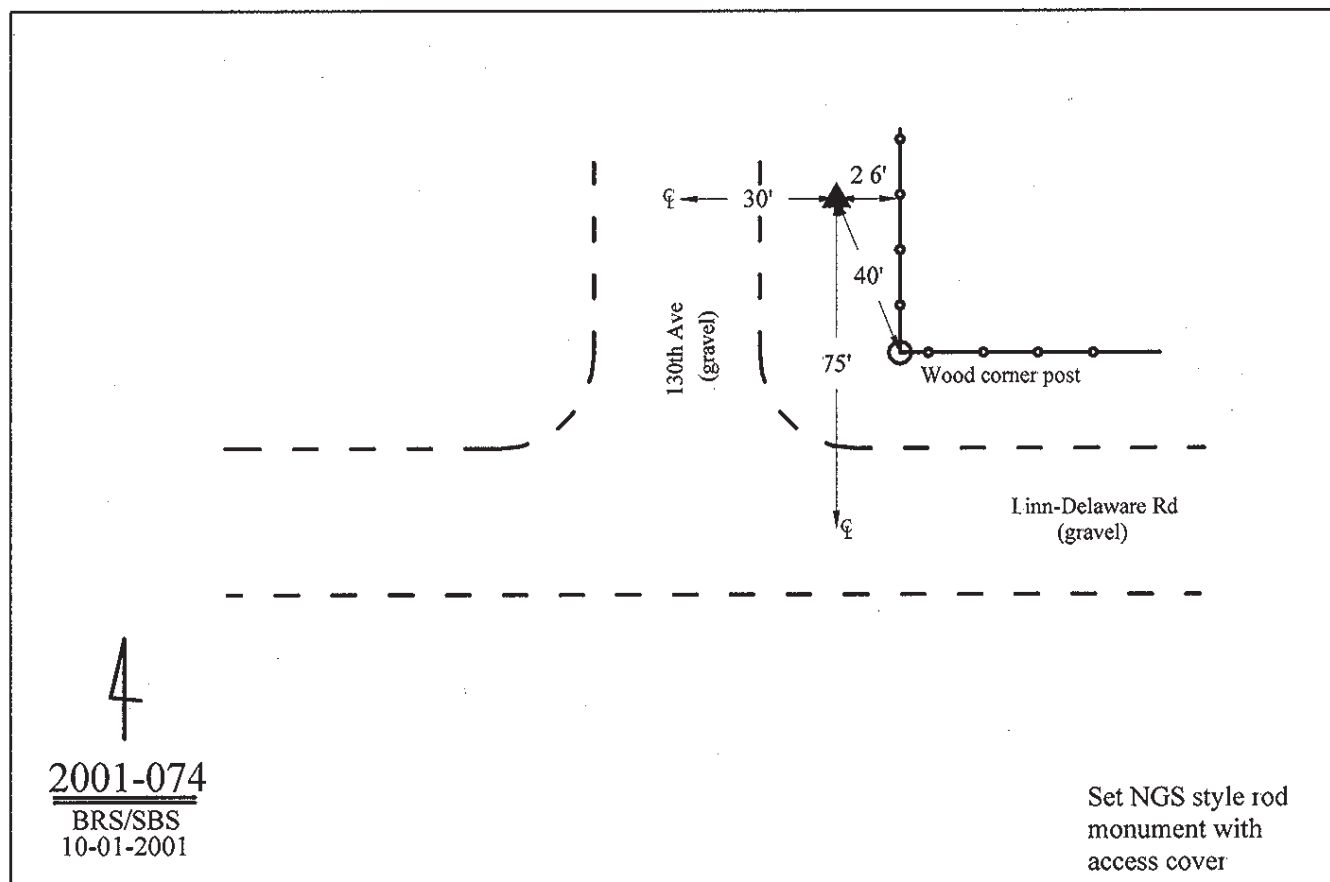 2 6'
℄
30'
40'
130th Ave
(gravel)
75'
Wood corner post
℄
Linn-Delaware Rd
(gravel)
2001-074
BRS/SBS
10-01-2001
Set NGS style rod
monument with
access cover